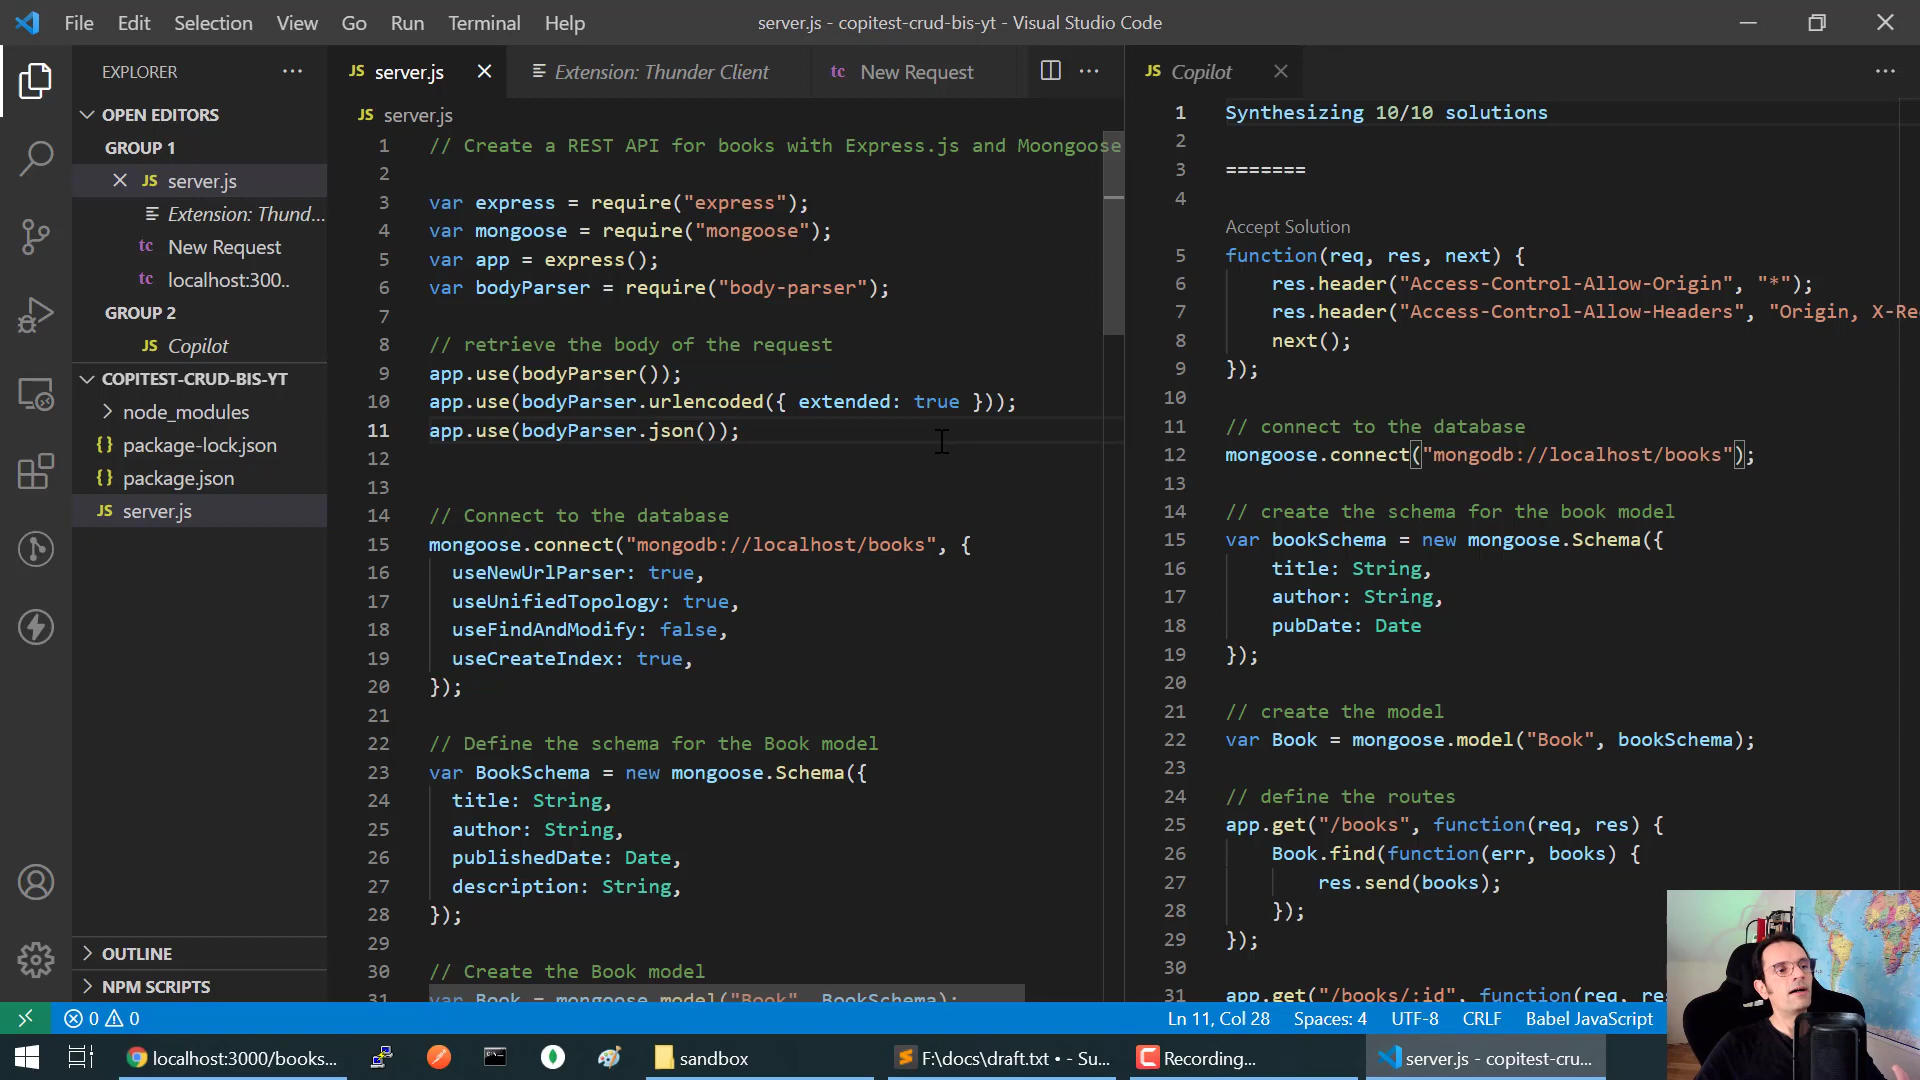 File Edit Selection View Go Run Terminal Help
server.js - copitest-crud-bis-yt - Visual Studio Code
EXPLORER
OPEN EDITORS
GROUP 1
JS server.js
Extension: Thund...
tc New Request
tc localhost:300..
GROUP 2
JS Copilot
COPITEST-CRUD-BIS-YT
node_modules
{} package-lock.json
{} package.json
JS server.js
OUTLINE
NPM SCRIPTS
JS server.js
Extension: Thunder Client
tc New Request
JS server.js
1 // Create a REST API for books with Express.js and Moongoose
2
3 var express = require("express");
4 var mongoose = require("mongoose");
5 var app = express();
6 var bodyParser = require("body-parser");
7
8 // retrieve the body of the request
9 app.use(bodyParser());
10 app.use(bodyParser.urlencoded({ extended: true }));
11 app.use(bodyParser.json());
12
13
14 // Connect to the database
15 mongoose.connect("mongodb://localhost/books", {
16 useNewUrlParser: true,
17 useUnifiedTopology: true,
18 useFindAndModify: false,
19 useCreateIndex: true,
20 });
21
22 // Define the schema for the Book model
23 var BookSchema = new mongoose.Schema({
24 title: String,
25 author: String,
26 publishedDate: Date,
27 description: String,
28 });
29
30 // Create the Book model
31 var Book = mongoose.model("Book", BookSchema);
JS Copilot
1 Synthesizing 10/10 solutions
2
3 =======
4
Accept Solution
5 function(req, res, next) {
6 res.header("Access-Control-Allow-Origin", "*");
7 res.header("Access-Control-Allow-Headers", "Origin, X-Re
8 next();
9 });
10
11 // connect to the database
12 mongoose.connect("mongodb://localhost/books");
13
14 // create the schema for the book model
15 var bookSchema = new mongoose.Schema({
16 title: String,
17 author: String,
18 pubDate: Date
19 });
20
21 // create the model
22 var Book = mongoose.model("Book", bookSchema);
23
24 // define the routes
25 app.get("/books", function(req, res) {
26 Book.find(function(err, books) {
27 res.send(books);
28 });
29 });
30
31 app.get("/books/:id", function(req, re
0 0
Ln 11, Col 28 Spaces: 4 UTF-8 CRLF Babel JavaScript
localhost:3000/books...
sandbox
F:\docs\draft.txt • - Su...
Recording...
server.js - copitest-cru...